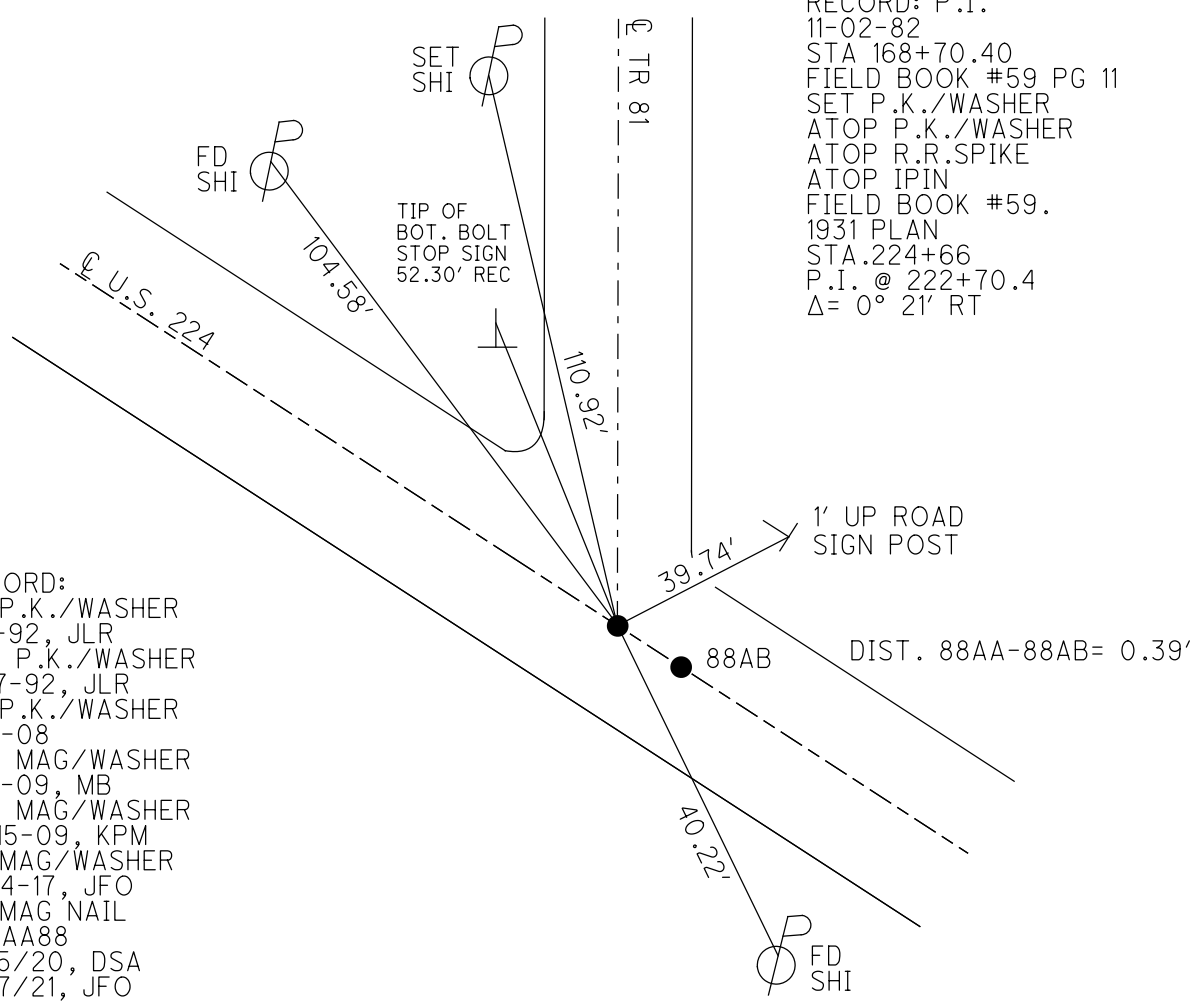 RECORD: P.I.
11-02-82
STA 168+70.40
FIELD BOOK #59 PG 11
SET P.K./WASHER
ATOP P.K./WASHER
ATOP R.R.SPIKE
ATOP IPIN
FIELD BOOK #59.
1931 PLAN
STA.224+66
P.I. @ 222+70.4
Δ= 0° 21' RT
℄ TR 81
SET
SHI
FD
SHI
TIP OF
BOT. BOLT
STOP SIGN
52.30' REC
104.58'
℄ U.S. 224
110.92'
1' UP ROAD
SIGN POST
39.74'
88AB
DIST. 88AA-88AB= 0.39'
40.22'
FD
SHI
ORD:
P.K./WASHER
-92, JLR
P.K./WASHER
7-92, JLR
P.K./WASHER
-08
MAG/WASHER
-09, MB
MAG/WASHER
15-09, KPM
MAG/WASHER
4-17, JFO
MAG NAIL
AA88
5/20, DSA
7/21, JFO